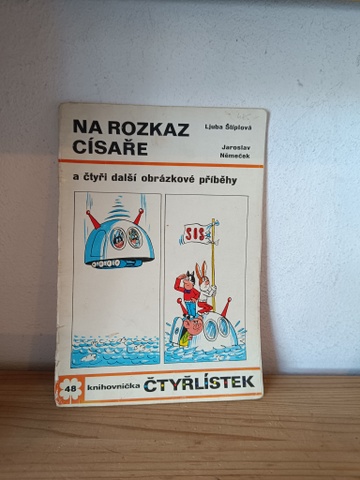 NA ROZKAZ
CÍSAŘE
Ljuba Štíplová
Jaroslav
Němeček
a čtyři další obrázkové příběhy
SIS
48 knihovnička ČTYŘLÍSTEK